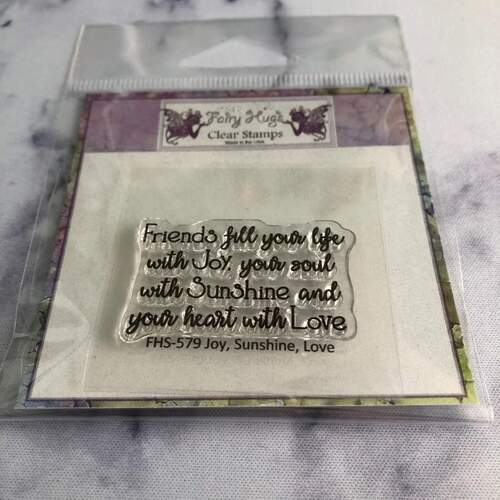 Fairy Hugs
Clear Stamps
Made in the USA
Friends fill your life
with Joy, your soul
with Sunshine and
your heart with Love
FHS-579 Joy, Sunshine, Love